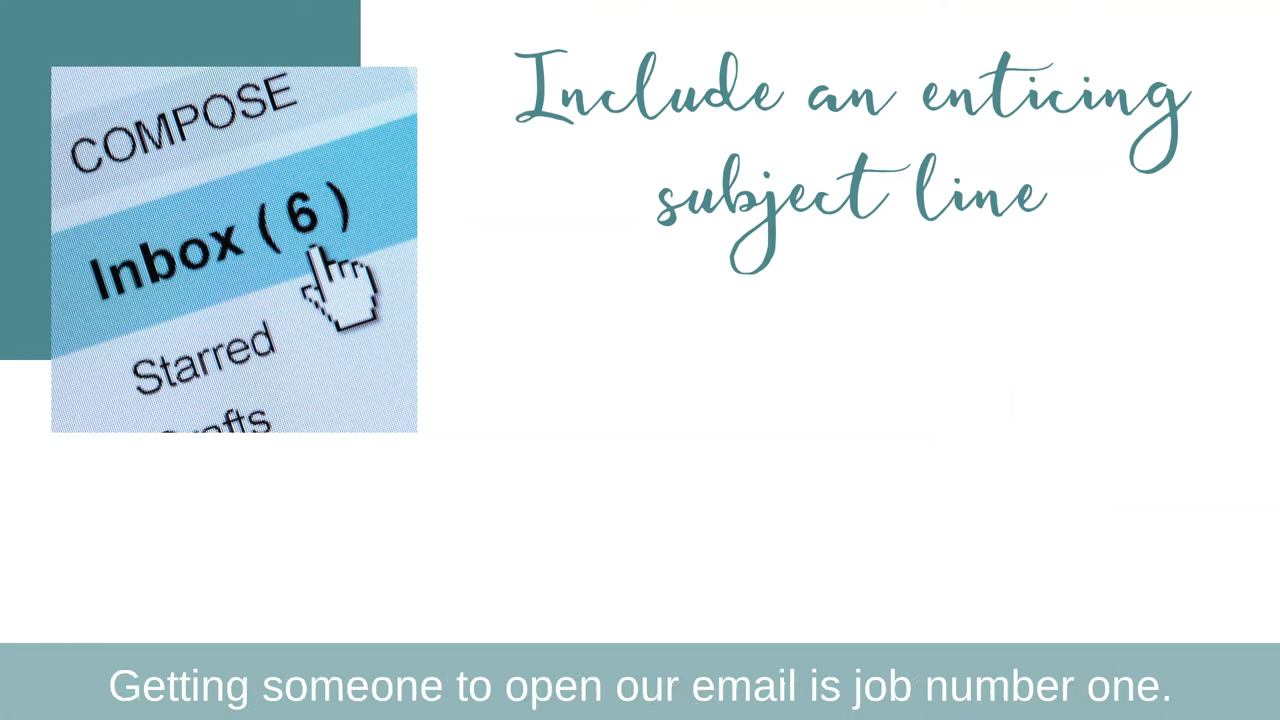 Include an enticing
subject line
COMPOSE
Inbox ( 6 )
Starred
Drafts
Getting someone to open our email is job number one.